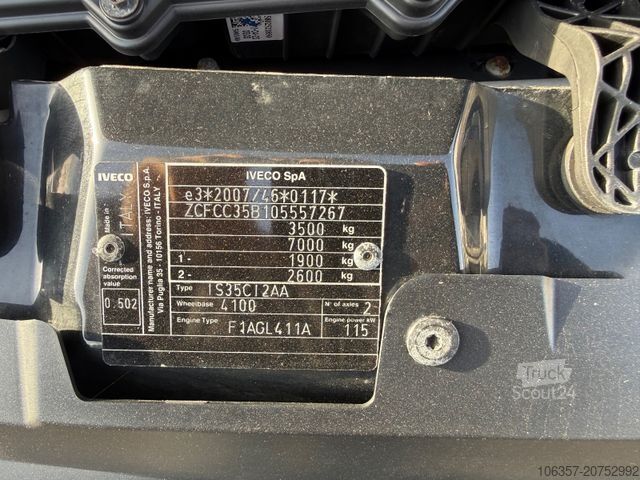 IVECO
Made in
ITALY
Corrected
absorption
value
0.502
Manufacturer name and address: IVECO S.p.A.
Via Puglia 35 - 10156 Torino - ITALY
IVECO SpA
e3*2007/46*0117*
ZCFCC35B105557267
3500 kg
7000 kg
1- 1900 kg
2- 2600 kg
Type IS35CI2AA
Wheelbase 4100 N° of axles 2
Engine Type F1AGL411A Engine power kW 115
Truck
Scout24
106357-20752992